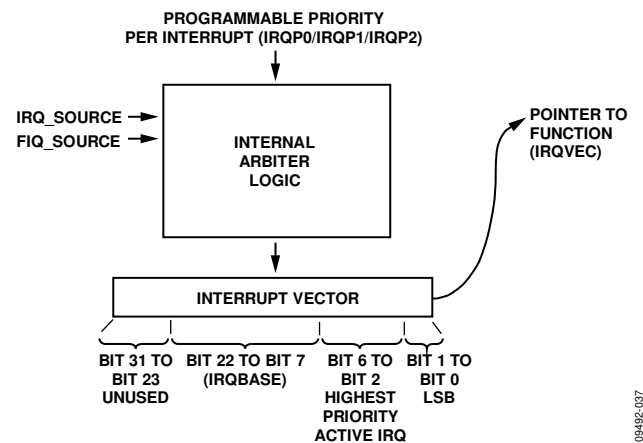 PROGRAMMABLE PRIORITY
PER INTERRUPT (IRQP0/IRQP1/IRQP2)
IRQ_SOURCE
FIQ_SOURCE
INTERNAL
ARBITER
LOGIC
POINTER TO
FUNCTION
(IRQVEC)
INTERRUPT VECTOR
BIT 31 TO
BIT 23
UNUSED
BIT 22 TO BIT 7
(IRQBASE)
BIT 6 TO
BIT 2
HIGHEST
PRIORITY
ACTIVE IRQ
BIT 1 TO
BIT 0
LSB
09492-037